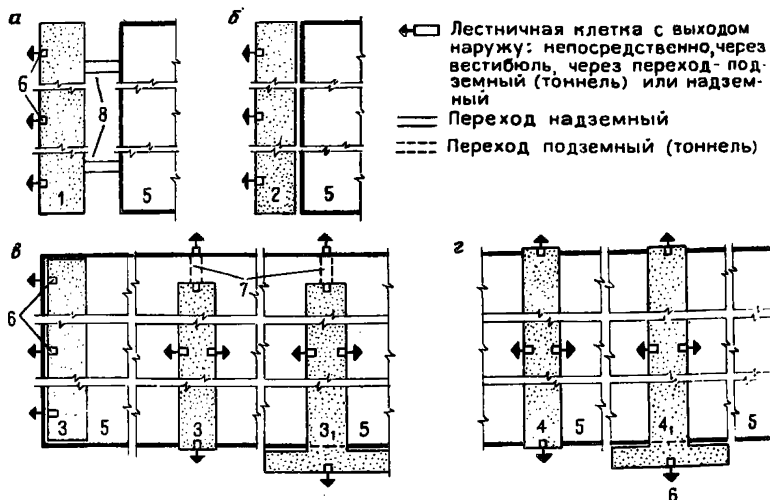 а
б
Лестничная клетка с выходом
наружу: непосредственно, через
вестибюль, через переход-под-
земный (тоннель) или надзем-
ный
Переход надземный
Переход подземный (тоннель)
6
8
1
5
2
5
в
г
7
6
3
5
3
5
3₁
5
4
5
4₁
5
6